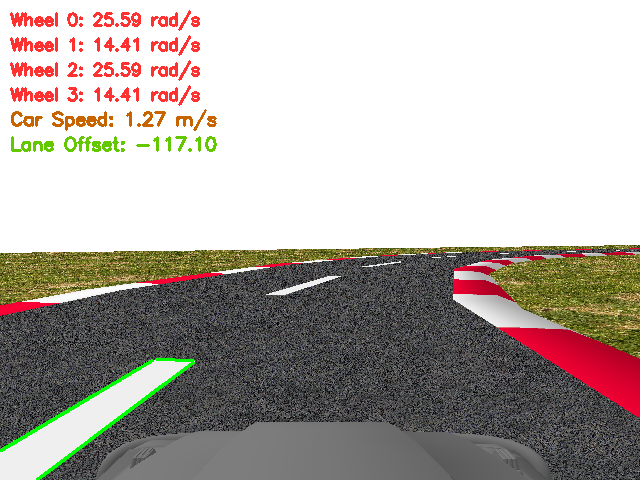 Wheel 0: 25.59 rad/s
Wheel 1: 14.41 rad/s
Wheel 2: 25.59 rad/s
Wheel 3: 14.41 rad/s
Car Speed: 1.27 m/s
Lane Offset: -117.10